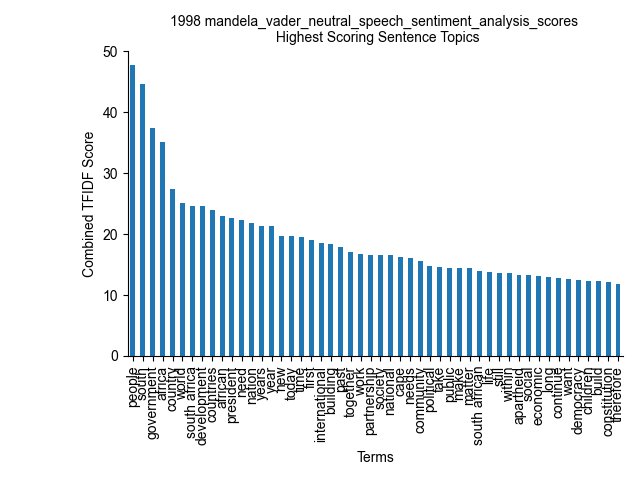 1998 mandela_vader_neutral_speech_sentiment_analysis_scores
Highest Scoring Sentence Topics
Combined TFIDF Score
50
40
30
20
10
0
people
south
government
africa
country
world
south africa
development
countries
african
president
need
nation
years
year
new
today
time
first
international
building
past
together
work
partnership
society
national
cape
needs
community
political
take
public
make
matter
south african
life
still
within
apartheid
social
economic
long
continue
want
democracy
children
build
constitution
therefore
Terms